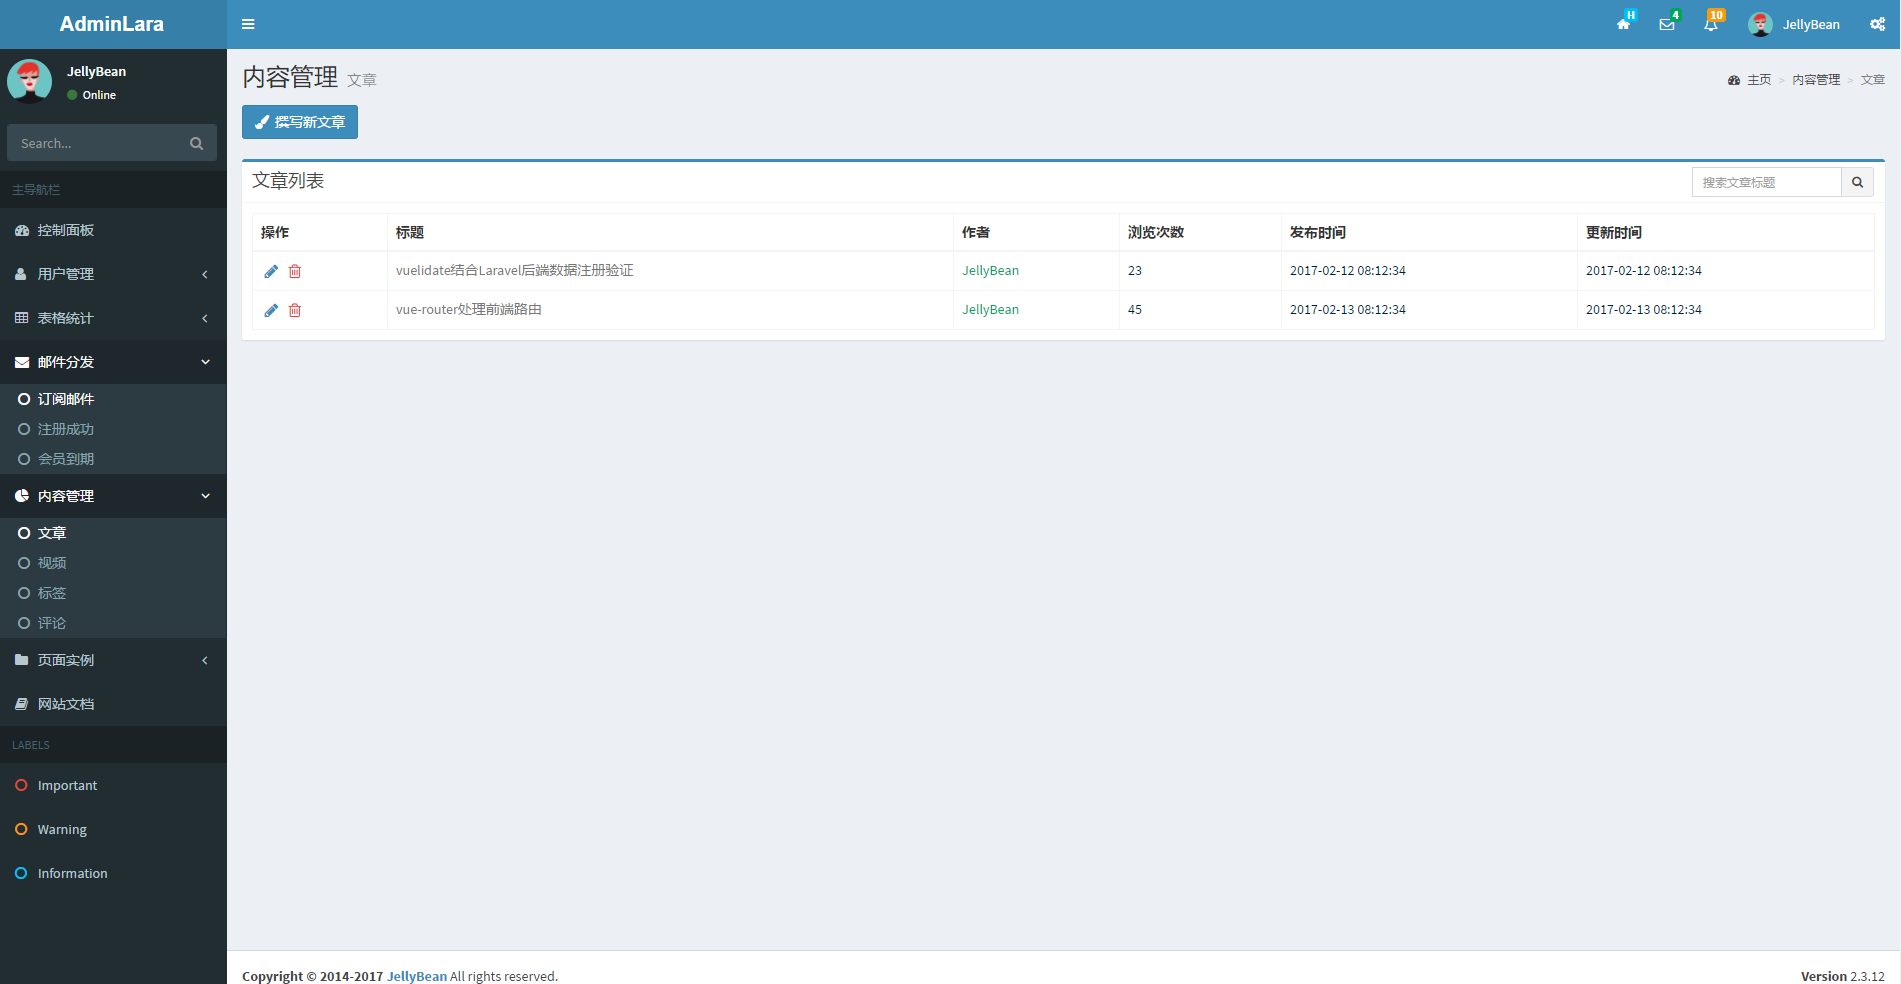 AdminLara
H
4
10
JellyBean
JellyBean
Online
Search...
主导航栏
控制面板
用户管理
表格统计
邮件分发
订阅邮件
注册成功
会员到期
内容管理
文章
视频
标签
评论
页面实例
网站文档
LABELS
Important
Warning
Information
内容管理 文章
主页 > 内容管理 > 文章
撰写新文章
文章列表
搜索文章标题
操作 标题 作者 浏览次数 发布时间 更新时间
vuelidate结合Laravel后端数据注册验证 JellyBean 23 2017-02-12 08:12:34 2017-02-12 08:12:34
vue-router处理前端路由 JellyBean 45 2017-02-13 08:12:34 2017-02-13 08:12:34
Copyright © 2014-2017 JellyBean All rights reserved.
Version 2.3.12